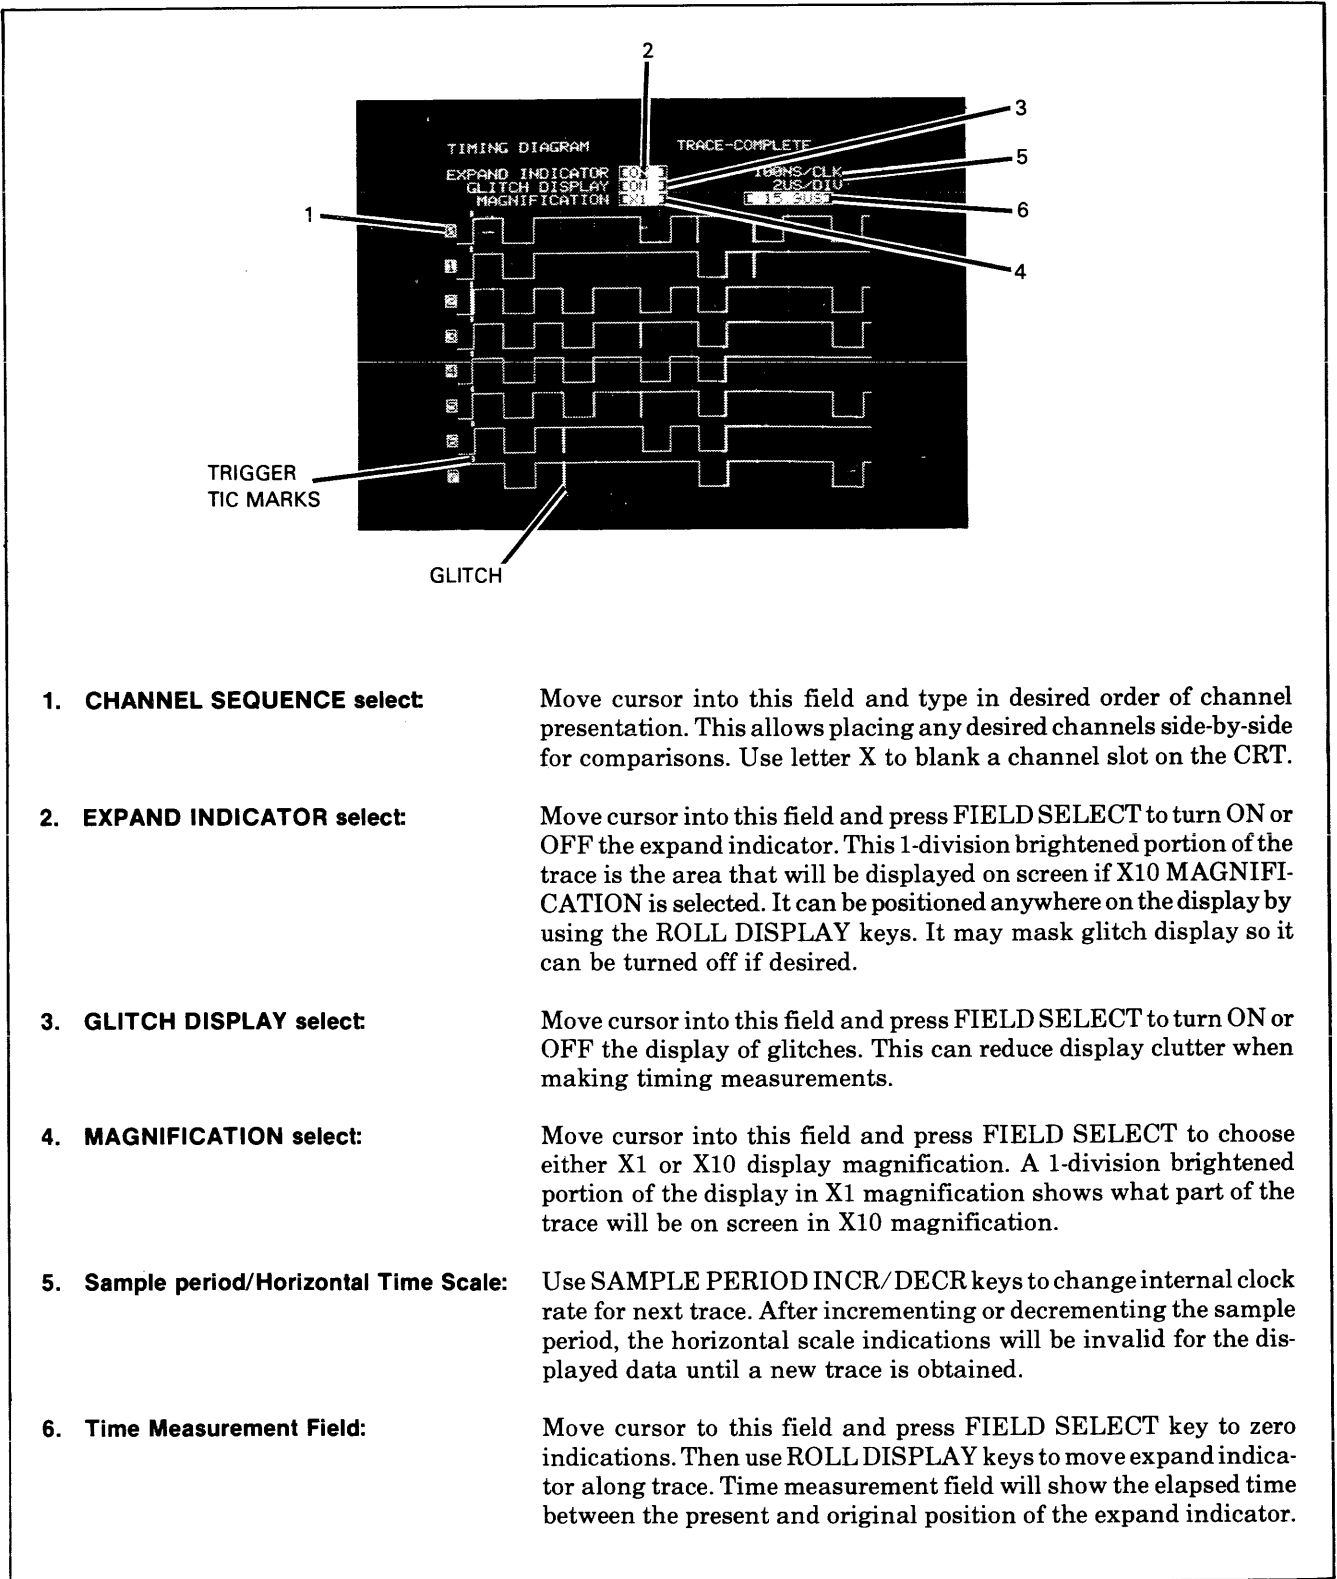 2
3
TIMING DIAGRAM TRACE-COMPLETE
5
EXPAND INDICATOR [ON ] 100NS/CLK
GLITCH DISPLAY [ON ] 2US/DIV
MAGNIFICATION [X1 ]
6
1
4
1
2
3
4
5
6
7
TRIGGER
TIC MARKS
GLITCH
1. CHANNEL SEQUENCE select: Move cursor into this field and type in desired order of channel
presentation. This allows placing any desired channels side-by-side
for comparisons. Use letter X to blank a channel slot on the CRT.
2. EXPAND INDICATOR select: Move cursor into this field and press FIELD SELECT to turn ON or
OFF the expand indicator. This 1-division brightened portion of the
trace is the area that will be displayed on screen if X10 MAGNIFI-
CATION is selected. It can be positioned anywhere on the display by
using the ROLL DISPLAY keys. It may mask glitch display so it
can be turned off if desired.
3. GLITCH DISPLAY select: Move cursor into this field and press FIELD SELECT to turn ON or
OFF the display of glitches. This can reduce display clutter when
making timing measurements.
4. MAGNIFICATION select: Move cursor into this field and press FIELD SELECT to choose
either X1 or X10 display magnification. A 1-division brightened
portion of the display in X1 magnification shows what part of the
trace will be on screen in X10 magnification.
5. Sample period/Horizontal Time Scale: Use SAMPLE PERIOD INCR/DECR keys to change internal clock
rate for next trace. After incrementing or decrementing the sample
period, the horizontal scale indications will be invalid for the dis-
played data until a new trace is obtained.
6. Time Measurement Field: Move cursor to this field and press FIELD SELECT key to zero
indications. Then use ROLL DISPLAY keys to move expand indica-
tor along trace. Time measurement field will show the elapsed time
between the present and original position of the expand indicator.